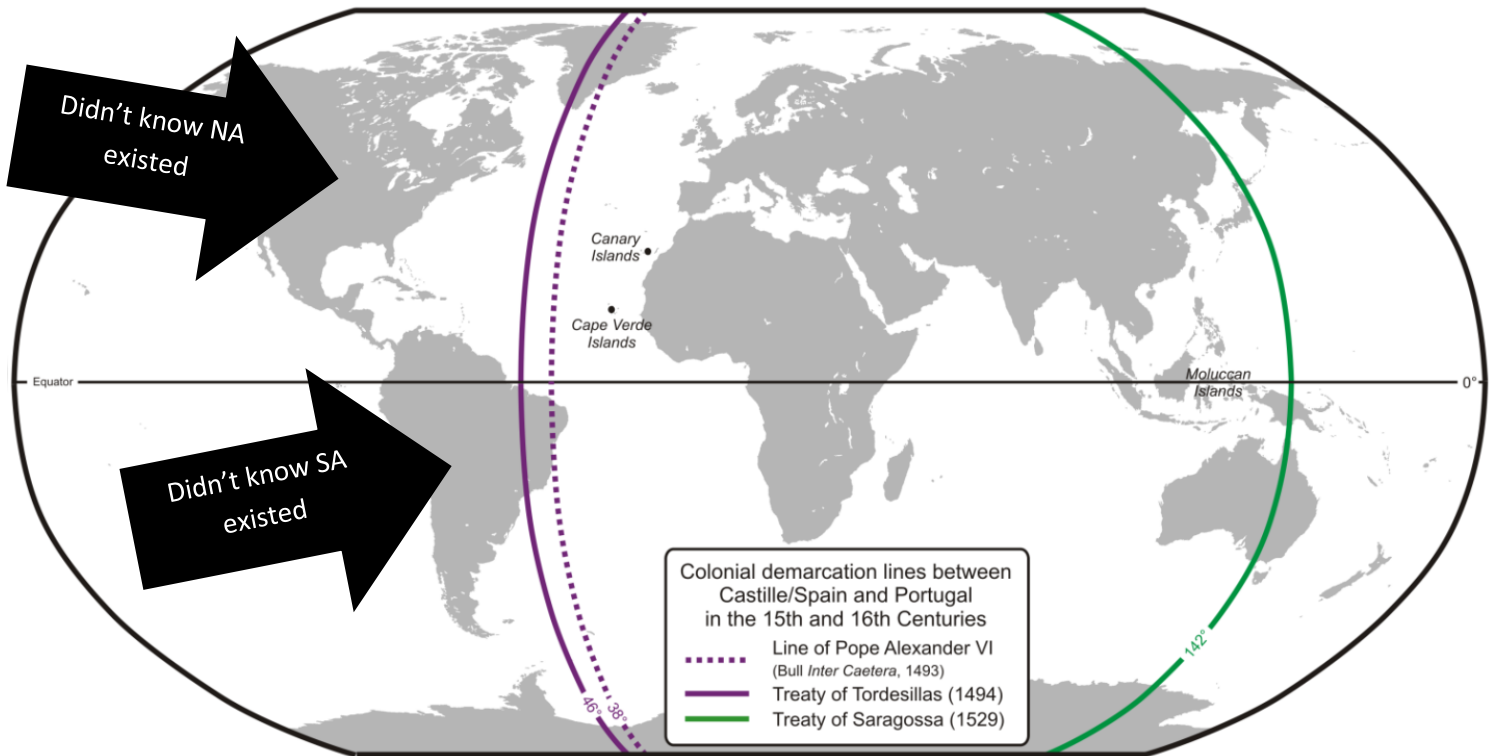 Didn’t know NA
existed
Canary
Islands
Cape Verde
Islands
Equator
0°
Moluccan
Islands
Didn’t know SA
existed
Colonial demarcation lines between
Castille/Spain and Portugal
in the 15th and 16th Centuries
Line of Pope Alexander VI
(Bull Inter Caetera, 1493)
Treaty of Tordesillas (1494)
Treaty of Saragossa (1529)
142°
46°
38°